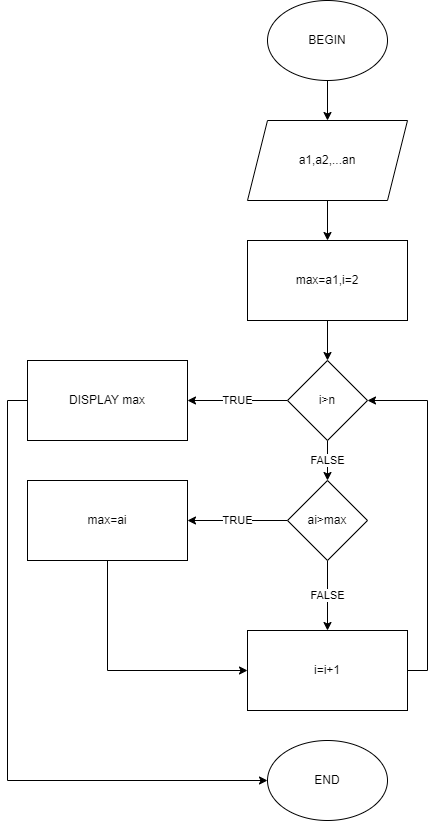 BEGIN
a1,a2,...an
max=a1,i=2
DISPLAY max
TRUE
i>n
FALSE
max=ai
TRUE
ai>max
FALSE
i=i+1
END